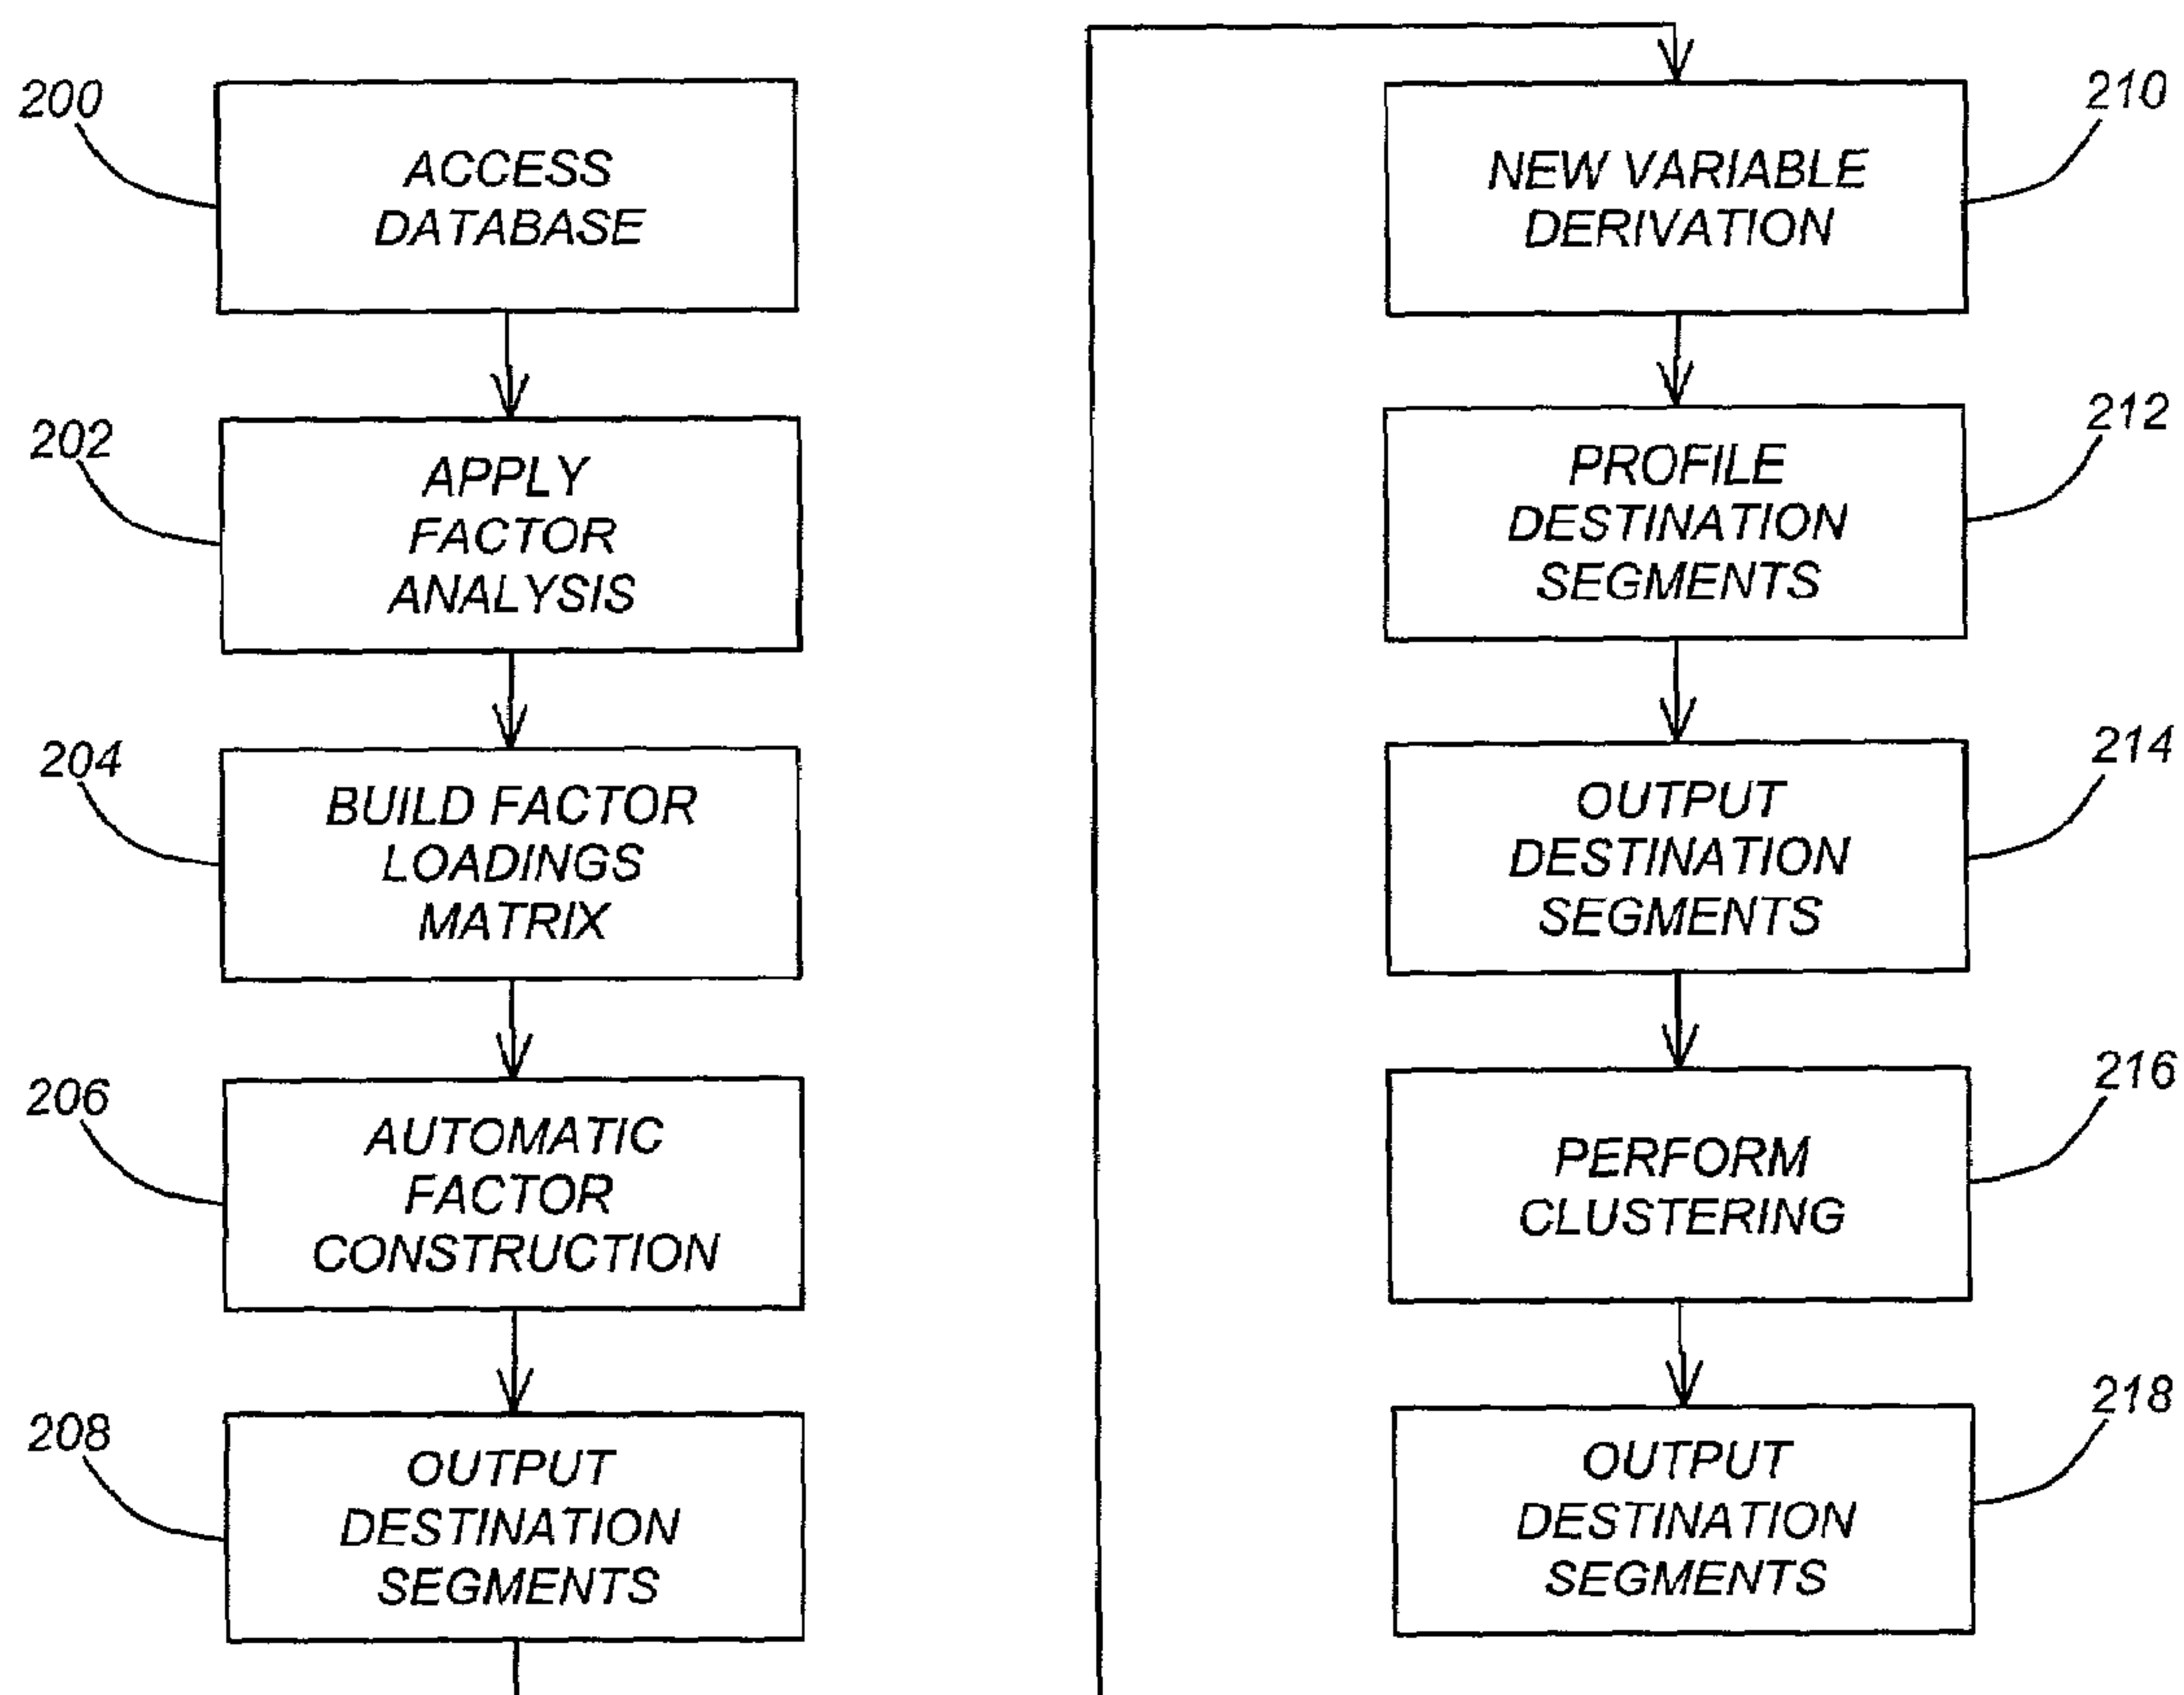 200
ACCESS
DATABASE
202
APPLY
FACTOR
ANALYSIS
204
BUILD FACTOR
LOADINGS
MATRIX
206
AUTOMATIC
FACTOR
CONSTRUCTION
208
OUTPUT
DESTINATION
SEGMENTS
210
NEW VARIABLE
DERIVATION
212
PROFILE
DESTINATION
SEGMENTS
214
OUTPUT
DESTINATION
SEGMENTS
216
PERFORM
CLUSTERING
218
OUTPUT
DESTINATION
SEGMENTS